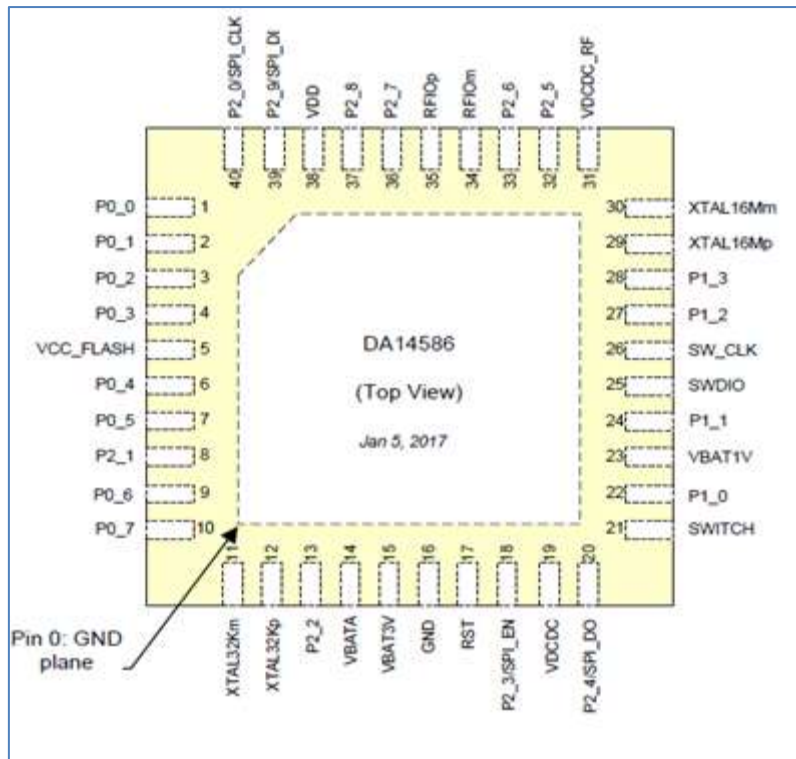 P2_0/SPI_CLK
P2_9/SPI_DI
VDD
P2_8
P2_7
RFIOp
RFIOm
P2_6
P2_5
VDCDC_RF
40
39
38
37
36
35
34
33
32
31
P0_0 1
P0_1 2
P0_2 3
P0_3 4
VCC_FLASH 5
P0_4 6
P0_5 7
P2_1 8
P0_6 9
P0_7 10
30 XTAL16Mm
29 XTAL16Mp
28 P1_3
27 P1_2
26 SW_CLK
25 SWDIO
24 P1_1
23 VBAT1V
22 P1_0
21 SWITCH
DA14586
(Top View)
Jan 5, 2017
11
12
13
14
15
16
17
18
19
20
XTAL32Km
XTAL32Kp
P2_2
VBATA
VBAT3V
GND
RST
P2_3/SPI_EN
VDCDC
P2_4/SPI_DO
Pin 0: GND
plane